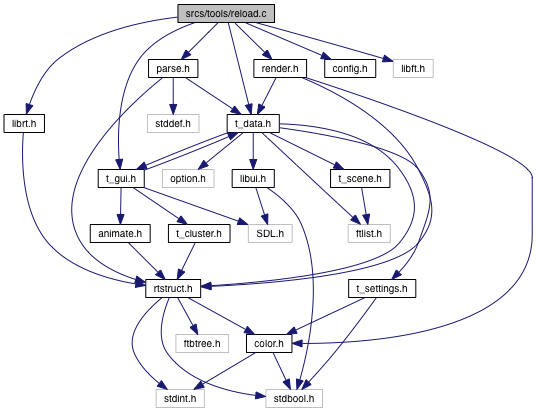 srcs/tools/reload.c
parse.h
render.h
config.h
libft.h
librt.h
stddef.h
t_data.h
t_gui.h
option.h
libui.h
t_scene.h
animate.h
t_cluster.h
SDL.h
ftlist.h
rtstruct.h
t_settings.h
ftbtree.h
color.h
stdint.h
stdbool.h